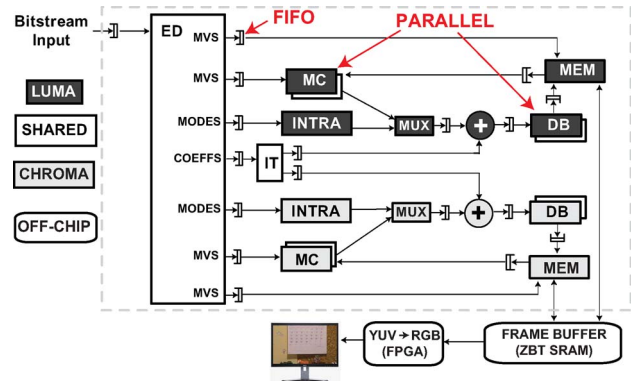 Bitstream
Input
ED
FIFO
PARALLEL
MVS
MEM
MVS
MC
LUMA
MODES
INTRA
MUX
+
DB
SHARED
COEFFS
IT
CHROMA
MODES
INTRA
MUX
+
DB
OFF-CHIP
MVS
MC
MEM
MVS
YUV→RGB
(FPGA)
FRAME BUFFER
(ZBT SRAM)